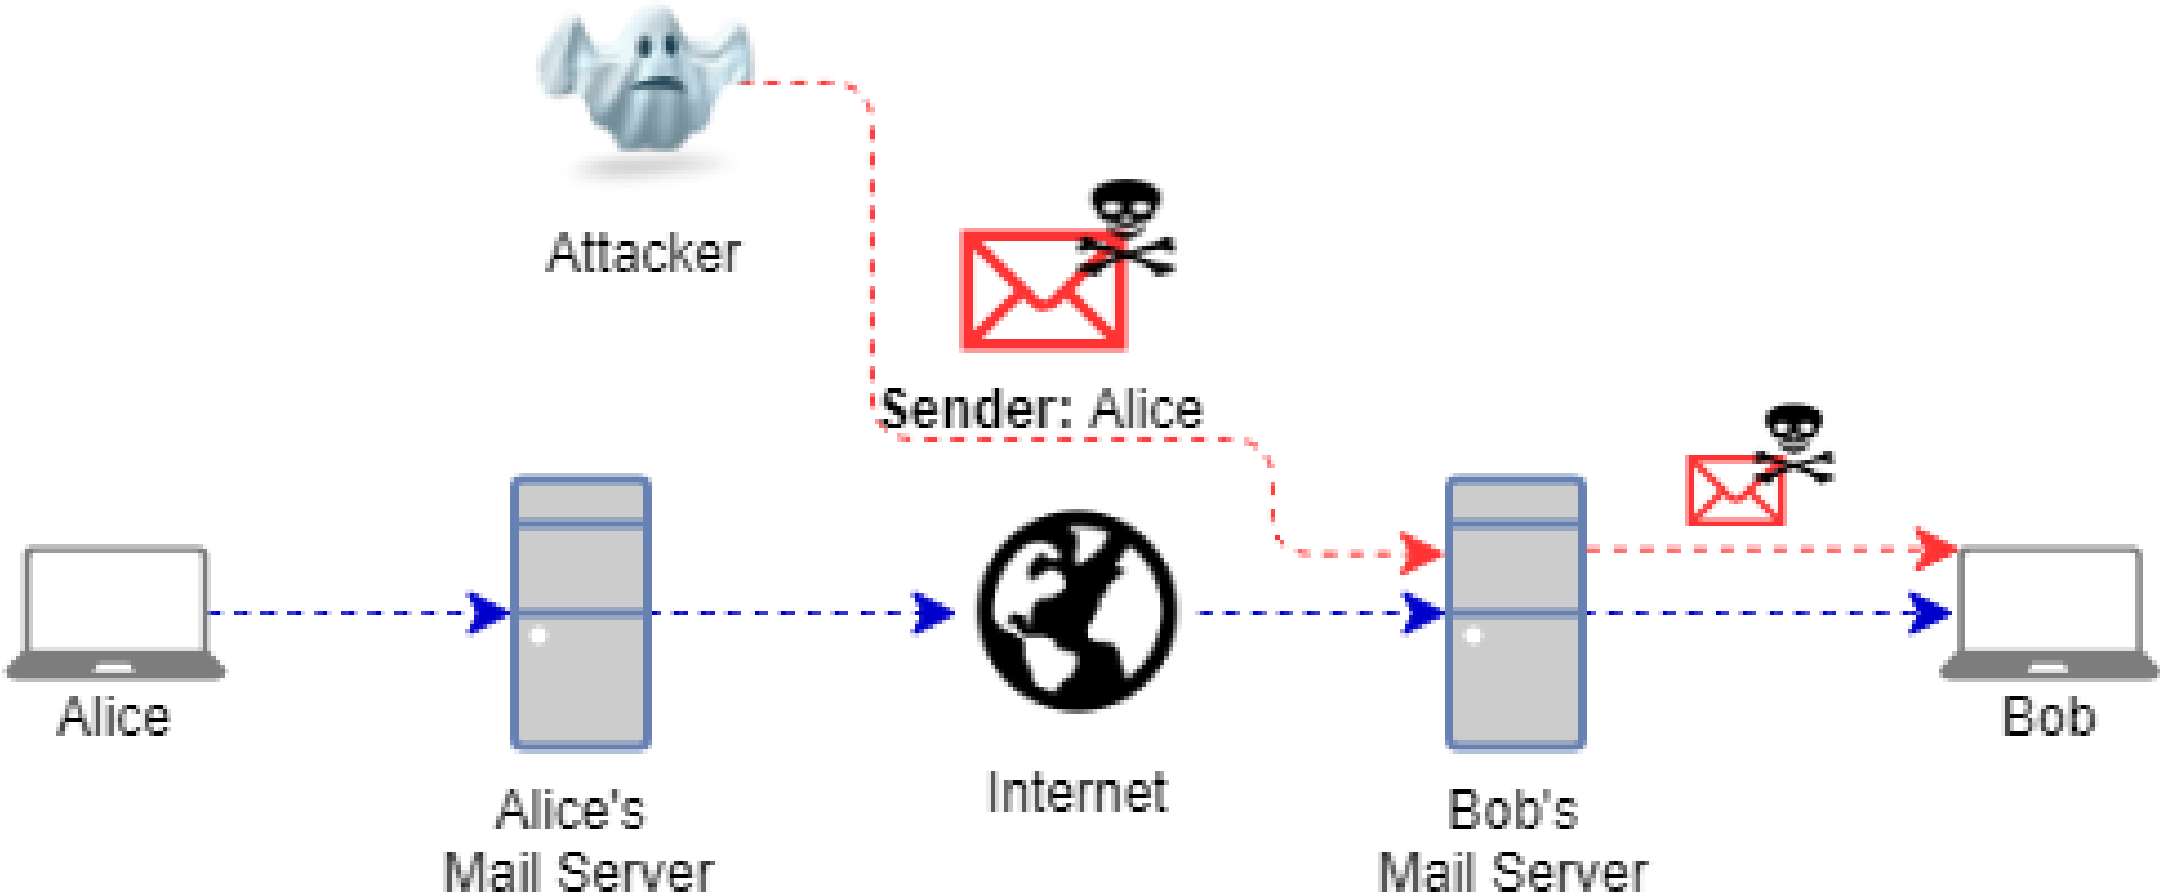 Attacker
Sender: Alice
Alice
Alice's
Mail Server
Internet
Bob's
Mail Server
Bob